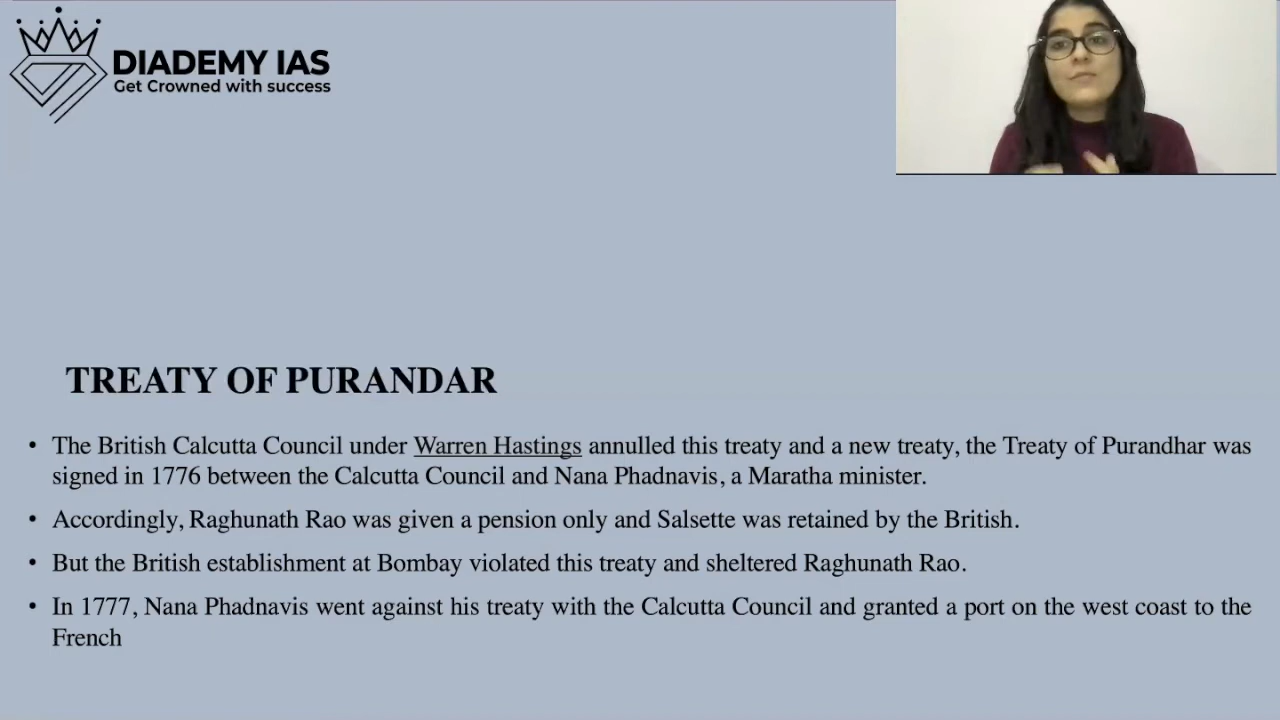 DIADEMY IAS
Get Crowned with success
TREATY OF PURANDAR
• The British Calcutta Council under Warren Hastings annulled this treaty and a new treaty, the Treaty of Purandhar was
signed in 1776 between the Calcutta Council and Nana Phadnavis, a Maratha minister.
• Accordingly, Raghunath Rao was given a pension only and Salsette was retained by the British.
• But the British establishment at Bombay violated this treaty and sheltered Raghunath Rao.
• In 1777, Nana Phadnavis went against his treaty with the Calcutta Council and granted a port on the west coast to the
French